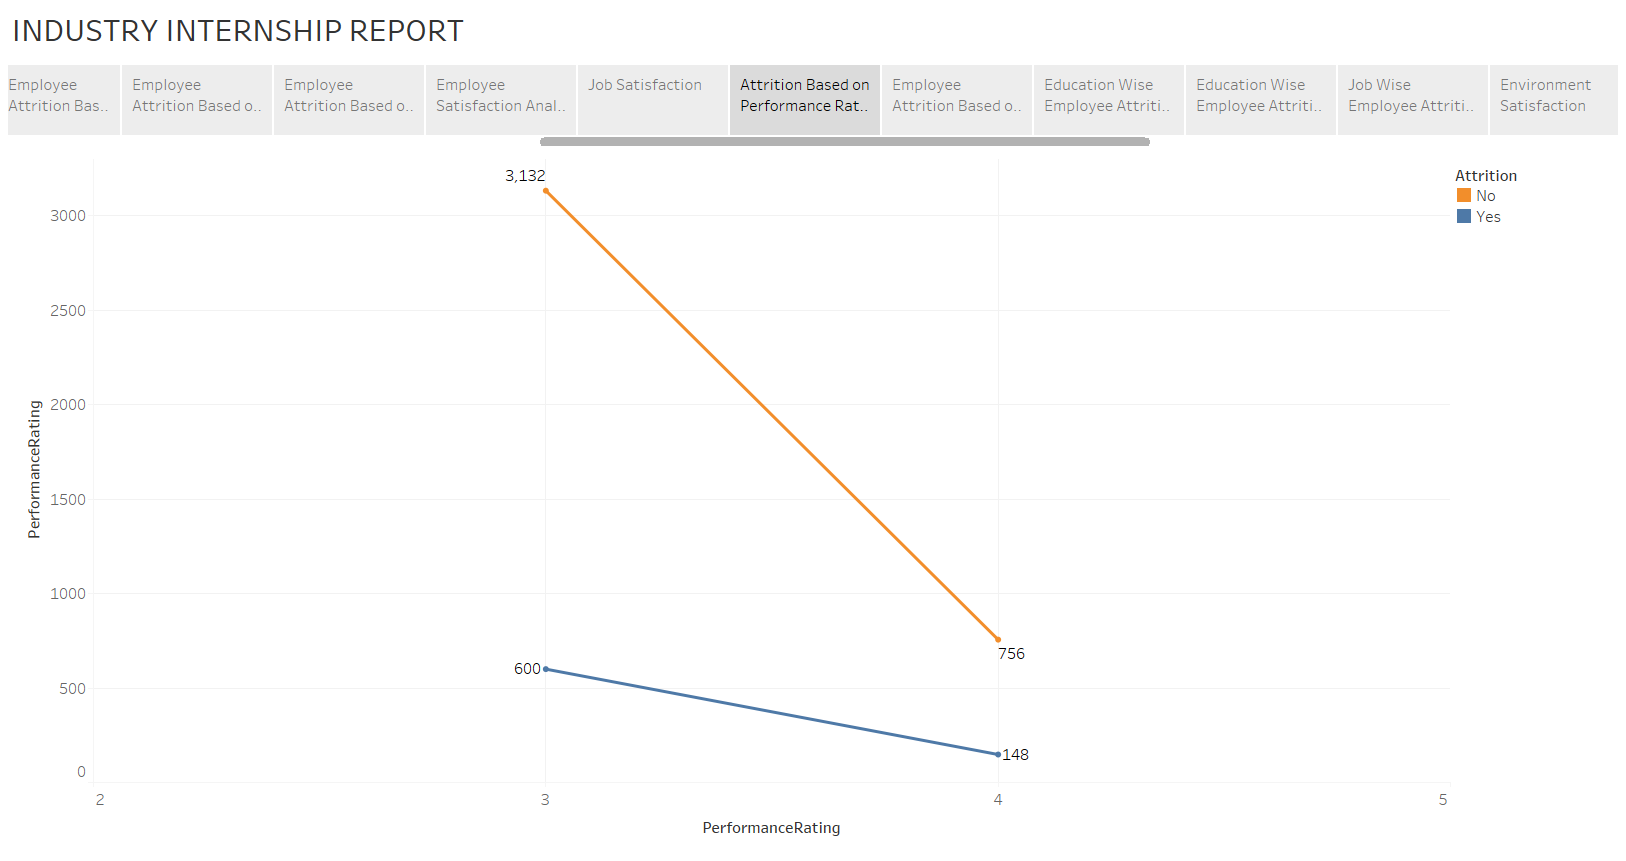 INDUSTRY INTERNSHIP REPORT
Employee
Attrition Bas..
Employee
Attrition Based o..
Employee
Attrition Based o..
Employee
Satisfaction Anal..
Job Satisfaction
Attrition Based on
Performance Rat..
Employee
Attrition Based o..
Education Wise
Employee Attriti..
Education Wise
Employee Attriti..
Job Wise
Employee Attriti..
Environment
Satisfaction
Attrition
No
Yes
PerformanceRating
3000
2500
2000
1500
1000
500
0
3,132
756
600
148
2
3
4
5
PerformanceRating